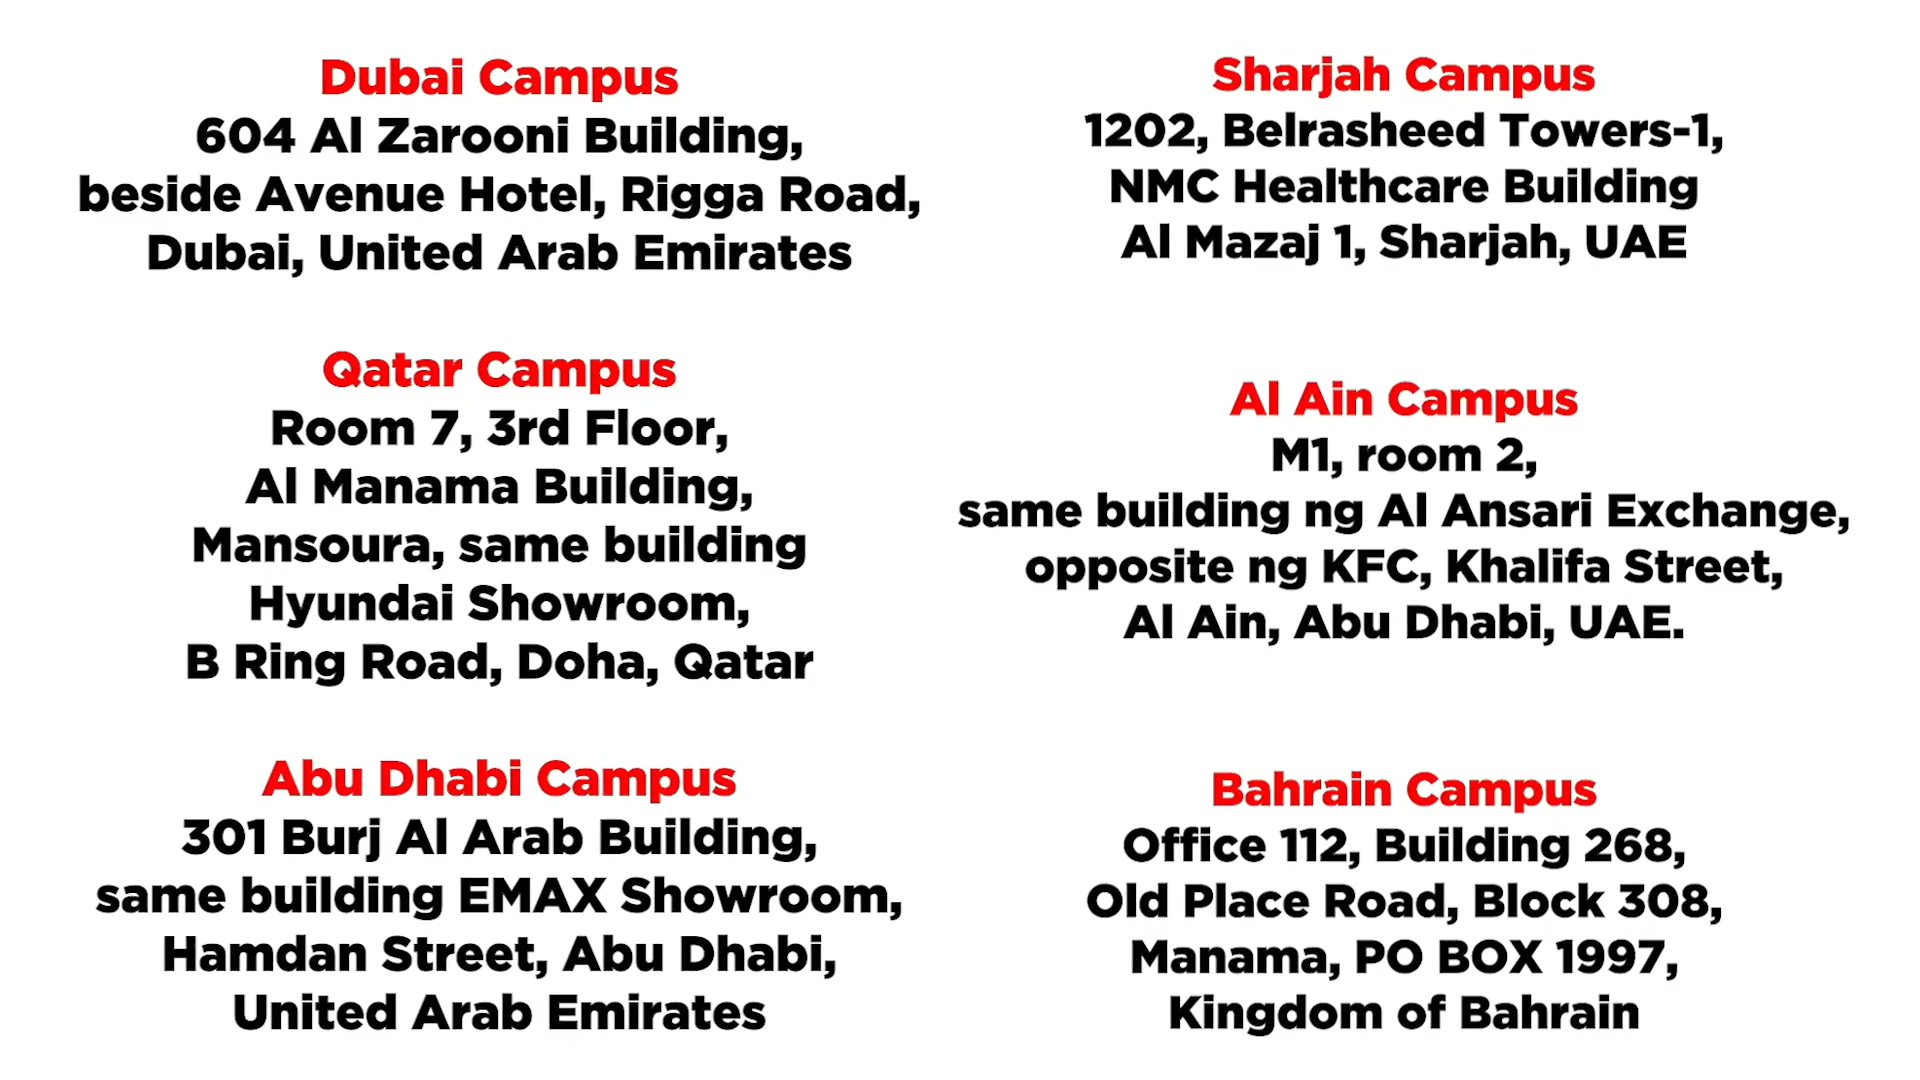 Dubai Campus
604 Al Zarooni Building,
beside Avenue Hotel, Rigga Road,
Dubai, United Arab Emirates
Qatar Campus
Room 7, 3rd Floor,
Al Manama Building,
Mansoura, same building
Hyundai Showroom,
B Ring Road, Doha, Qatar
Abu Dhabi Campus
301 Burj Al Arab Building,
same building EMAX Showroom,
Hamdan Street, Abu Dhabi,
United Arab Emirates
Sharjah Campus
1202, Belrasheed Towers-1,
NMC Healthcare Building
Al Mazaj 1, Sharjah, UAE
Al Ain Campus
M1, room 2,
same building ng Al Ansari Exchange,
opposite ng KFC, Khalifa Street,
Al Ain, Abu Dhabi, UAE.
Bahrain Campus
Office 112, Building 268,
Old Place Road, Block 308,
Manama, PO BOX 1997,
Kingdom of Bahrain